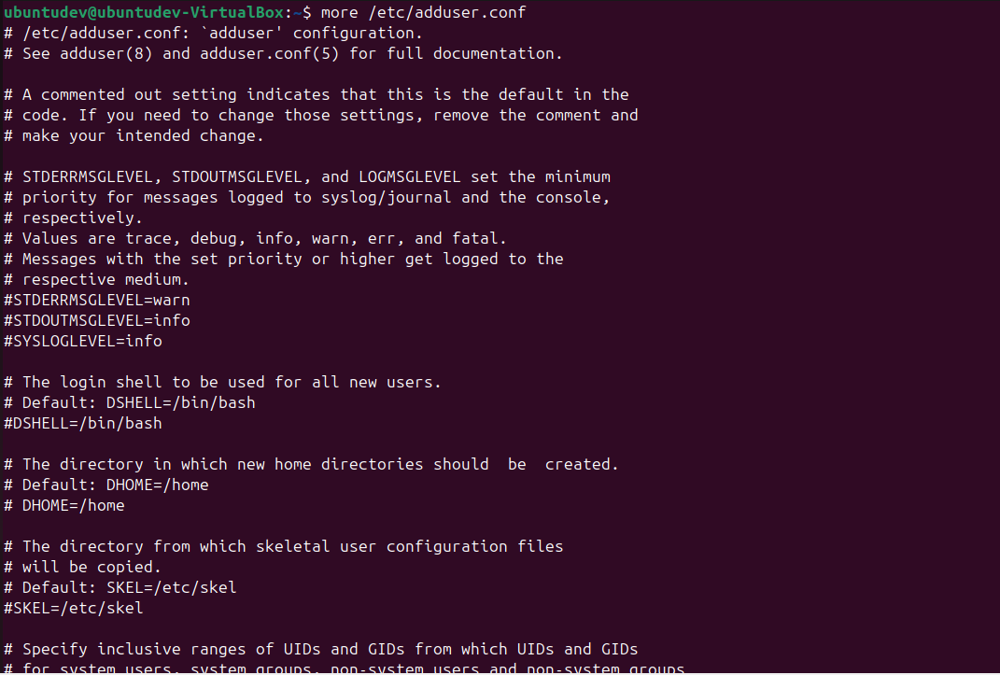 ubuntudev@ubuntudev-VirtualBox:~$ more /etc/adduser.conf
# /etc/adduser.conf: `adduser' configuration.
# See adduser(8) and adduser.conf(5) for full documentation.

# A commented out setting indicates that this is the default in the
# code. If you need to change those settings, remove the comment and
# make your intended change.

# STDERRMSGLEVEL, STDOUTMSGLEVEL, and LOGMSGLEVEL set the minimum
# priority for messages logged to syslog/journal and the console,
# respectively.
# Values are trace, debug, info, warn, err, and fatal.
# Messages with the set priority or higher get logged to the
# respective medium.
#STDERRMSGLEVEL=warn
#STDOUTMSGLEVEL=info
#SYSLOGLEVEL=info

# The login shell to be used for all new users.
# Default: DSHELL=/bin/bash
#DSHELL=/bin/bash

# The directory in which new home directories should  be  created.
# Default: DHOME=/home
# DHOME=/home

# The directory from which skeletal user configuration files
# will be copied.
# Default: SKEL=/etc/skel
#SKEL=/etc/skel

# Specify inclusive ranges of UIDs and GIDs from which UIDs and GIDs
# for system users, system groups, non-system users and non-system groups